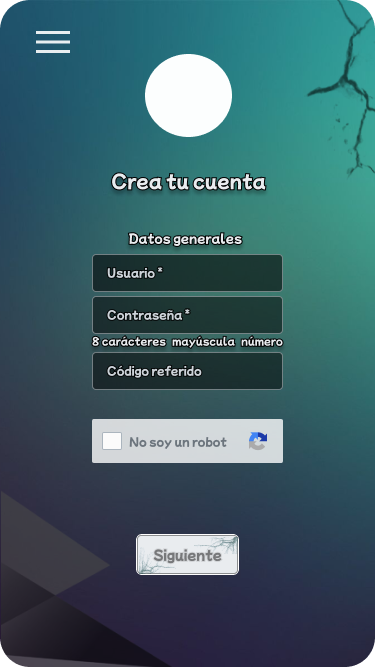 Crea tu cuenta
Datos generales
Usuario *
Contraseña *
8 carácteres mayúscula número
Código referido
No soy un robot
Siguiente